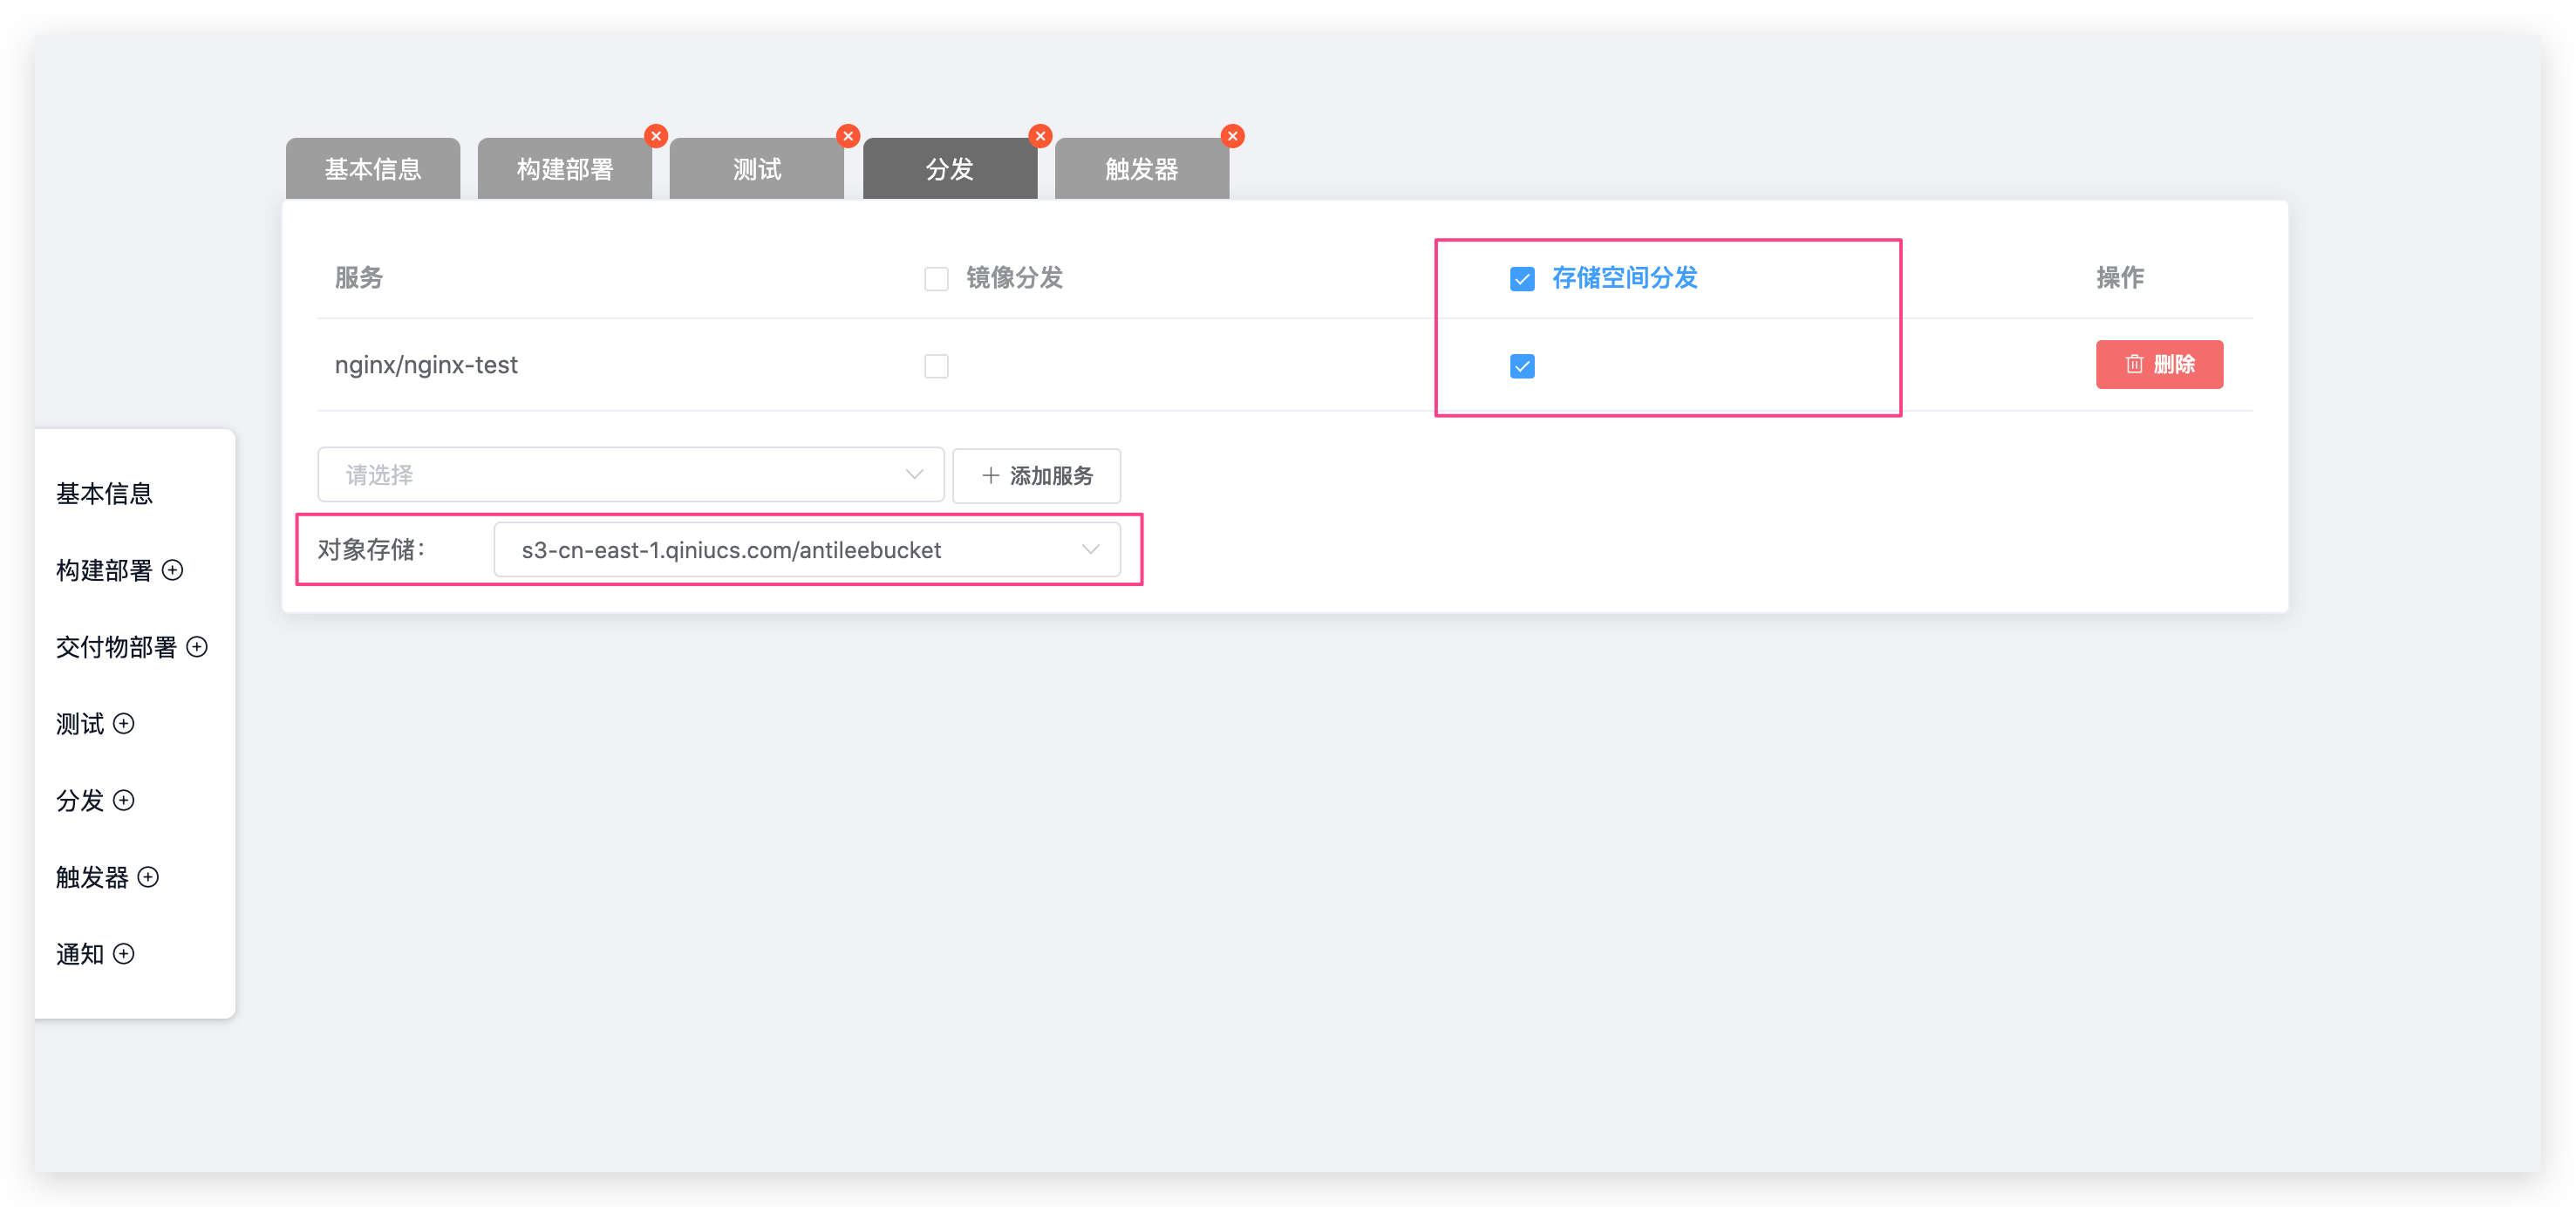 基本信息
构建部署
测试
分发
触发器
服务
镜像分发
存储空间分发
操作
nginx/nginx-test
删除
请选择
添加服务
对象存储:
s3-cn-east-1.qiniucs.com/antileebucket
基本信息
构建部署
交付物部署
测试
分发
触发器
通知